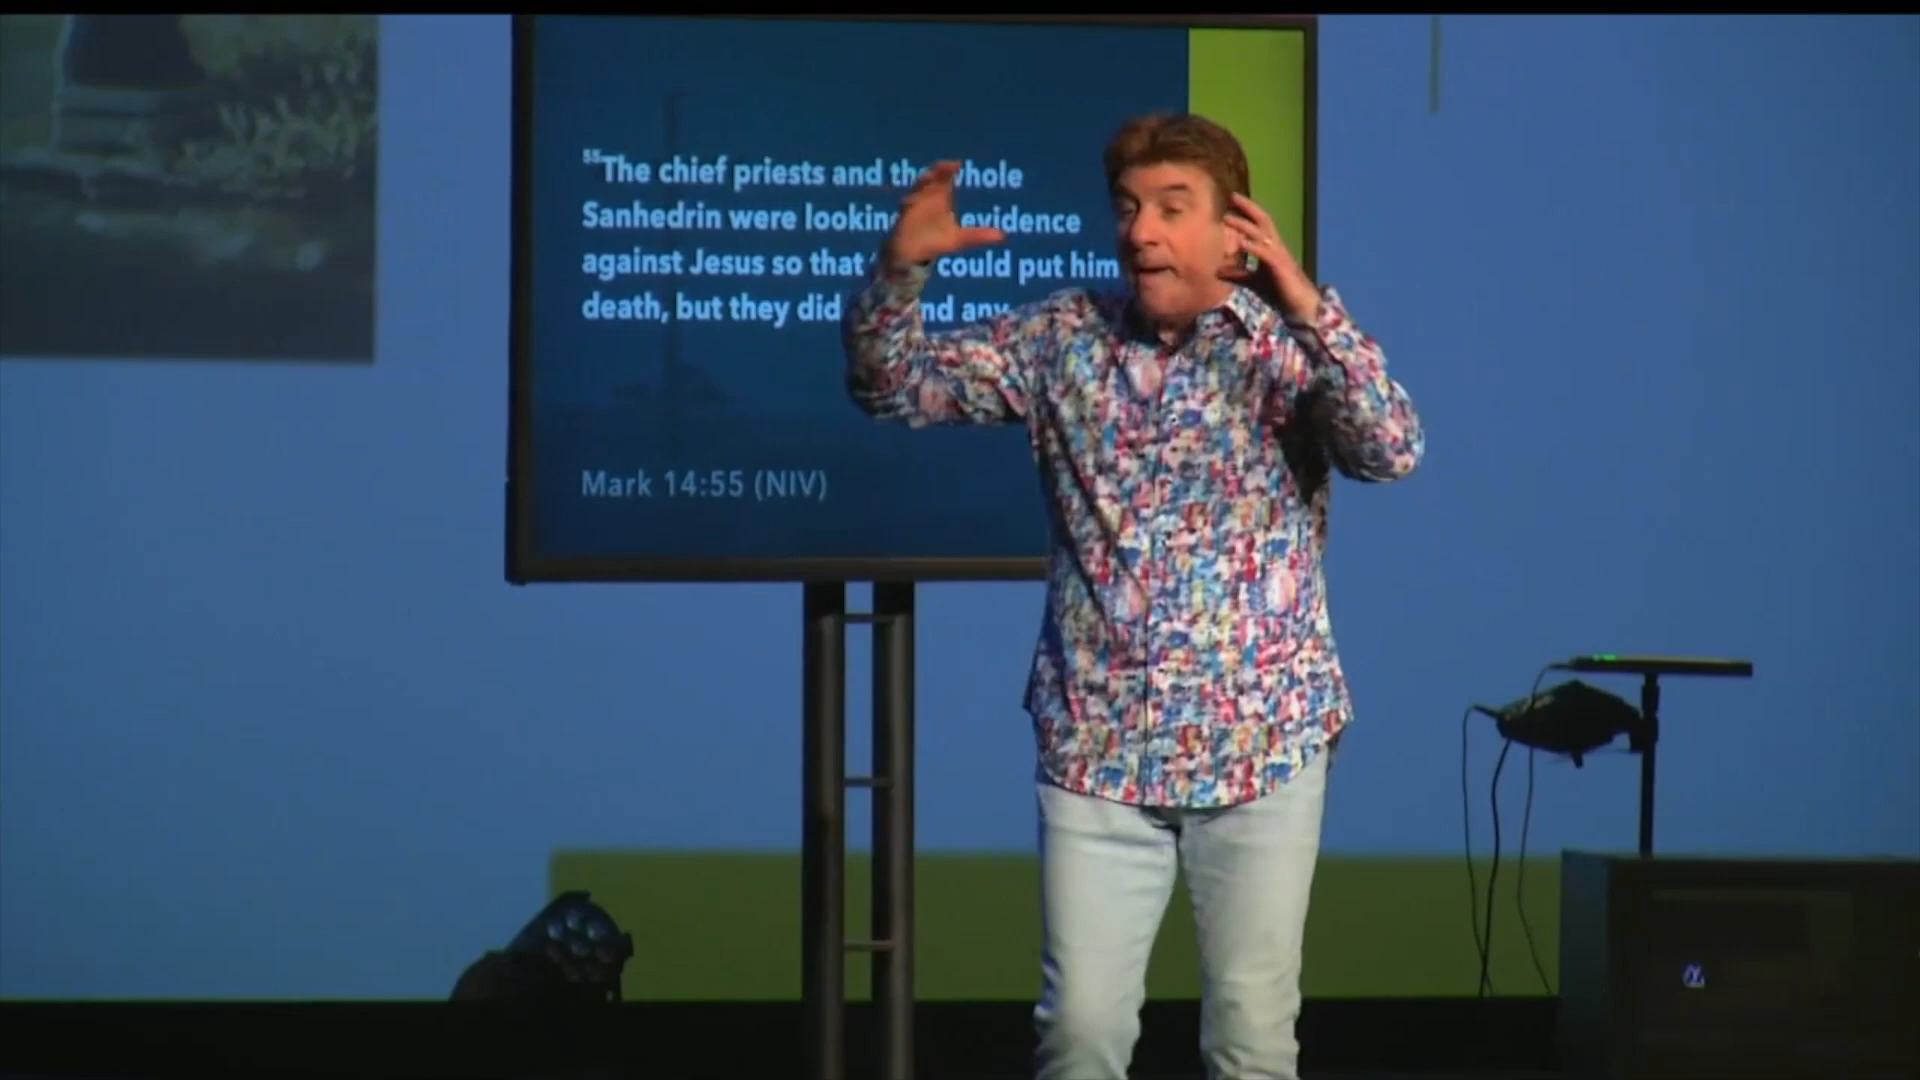 55The chief priests and the whole
Sanhedrin were looking evidence
against Jesus so that could put him
death, but they did any
Mark 14:55 (NIV)